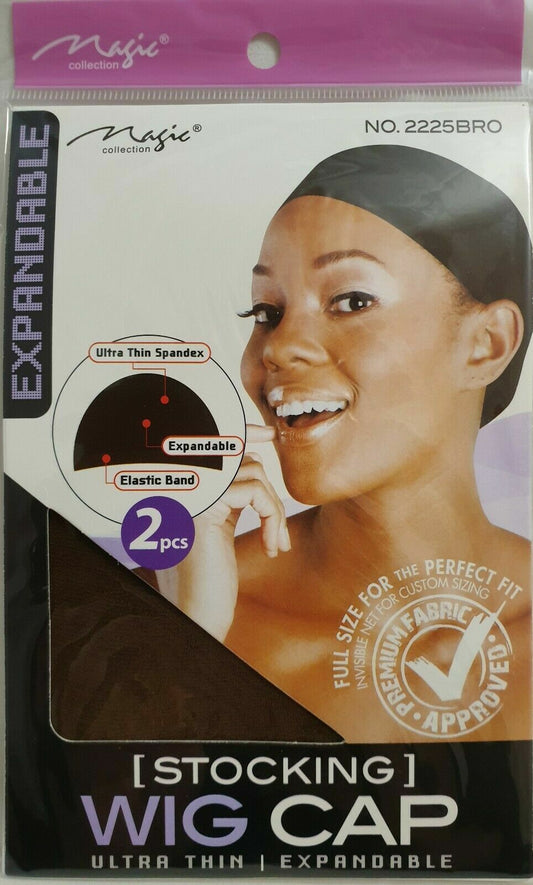 Magic®
collection
Magic®
collection
NO. 2225BRO
EXPANDABLE
Ultra Thin Spandex
Expandable
Elastic Band
2pcs
FULL SIZE FOR THE PERFECT FIT
INVISIBLE NET FOR CUSTOM SIZING
PREMIUM FABRIC
• APPROVED •
[STOCKING]
WIG CAP
ULTRA THIN | EXPANDABLE